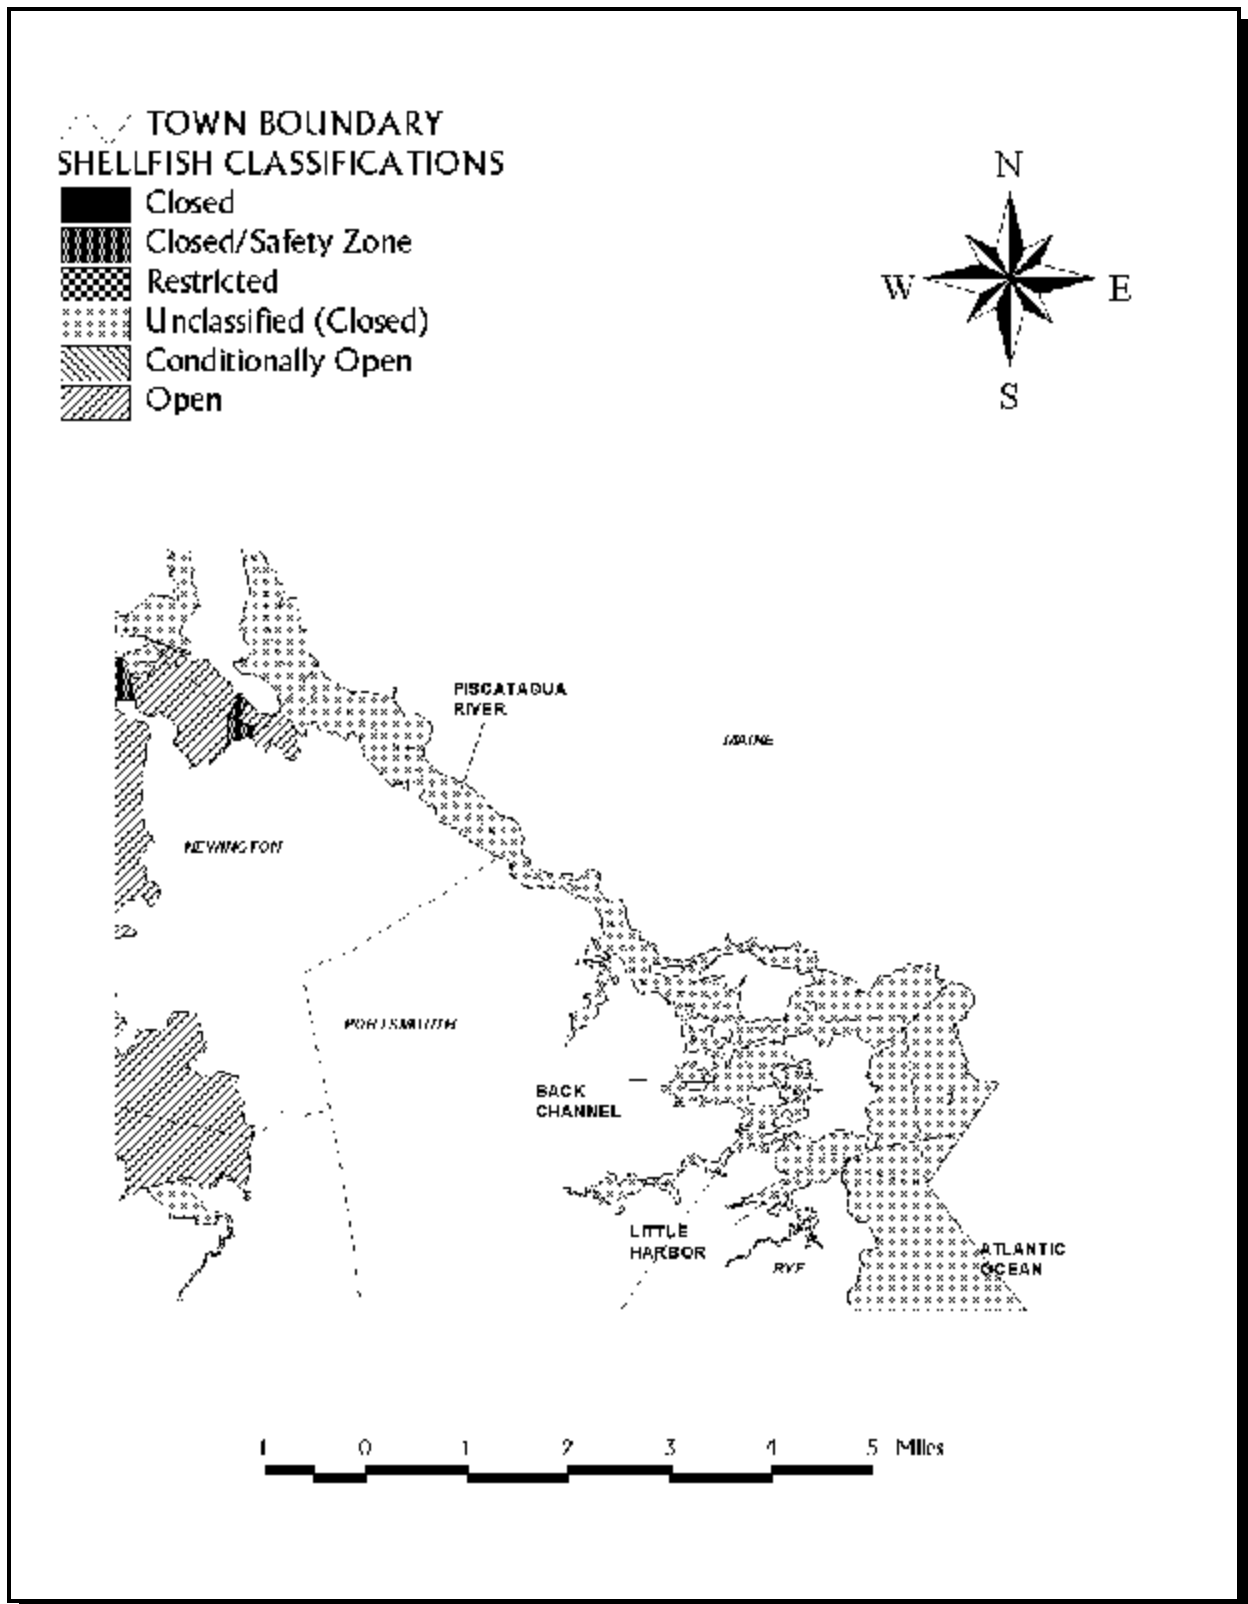 TOWN BOUNDARY
SHELLFISH CLASSIFICATIONS
Closed
Closed/Safety Zone
Restricted
Unclassified (Closed)
Conditionally Open
Open
N
W E
S
PISCATAQUA
RIVER
MAINE
NEWINGTON
PORTSMOUTH
BACK
CHANNEL
LITTLE
HARBOR
RYE
ATLANTIC
OCEAN
1 0 1 2 3 4 5 Miles